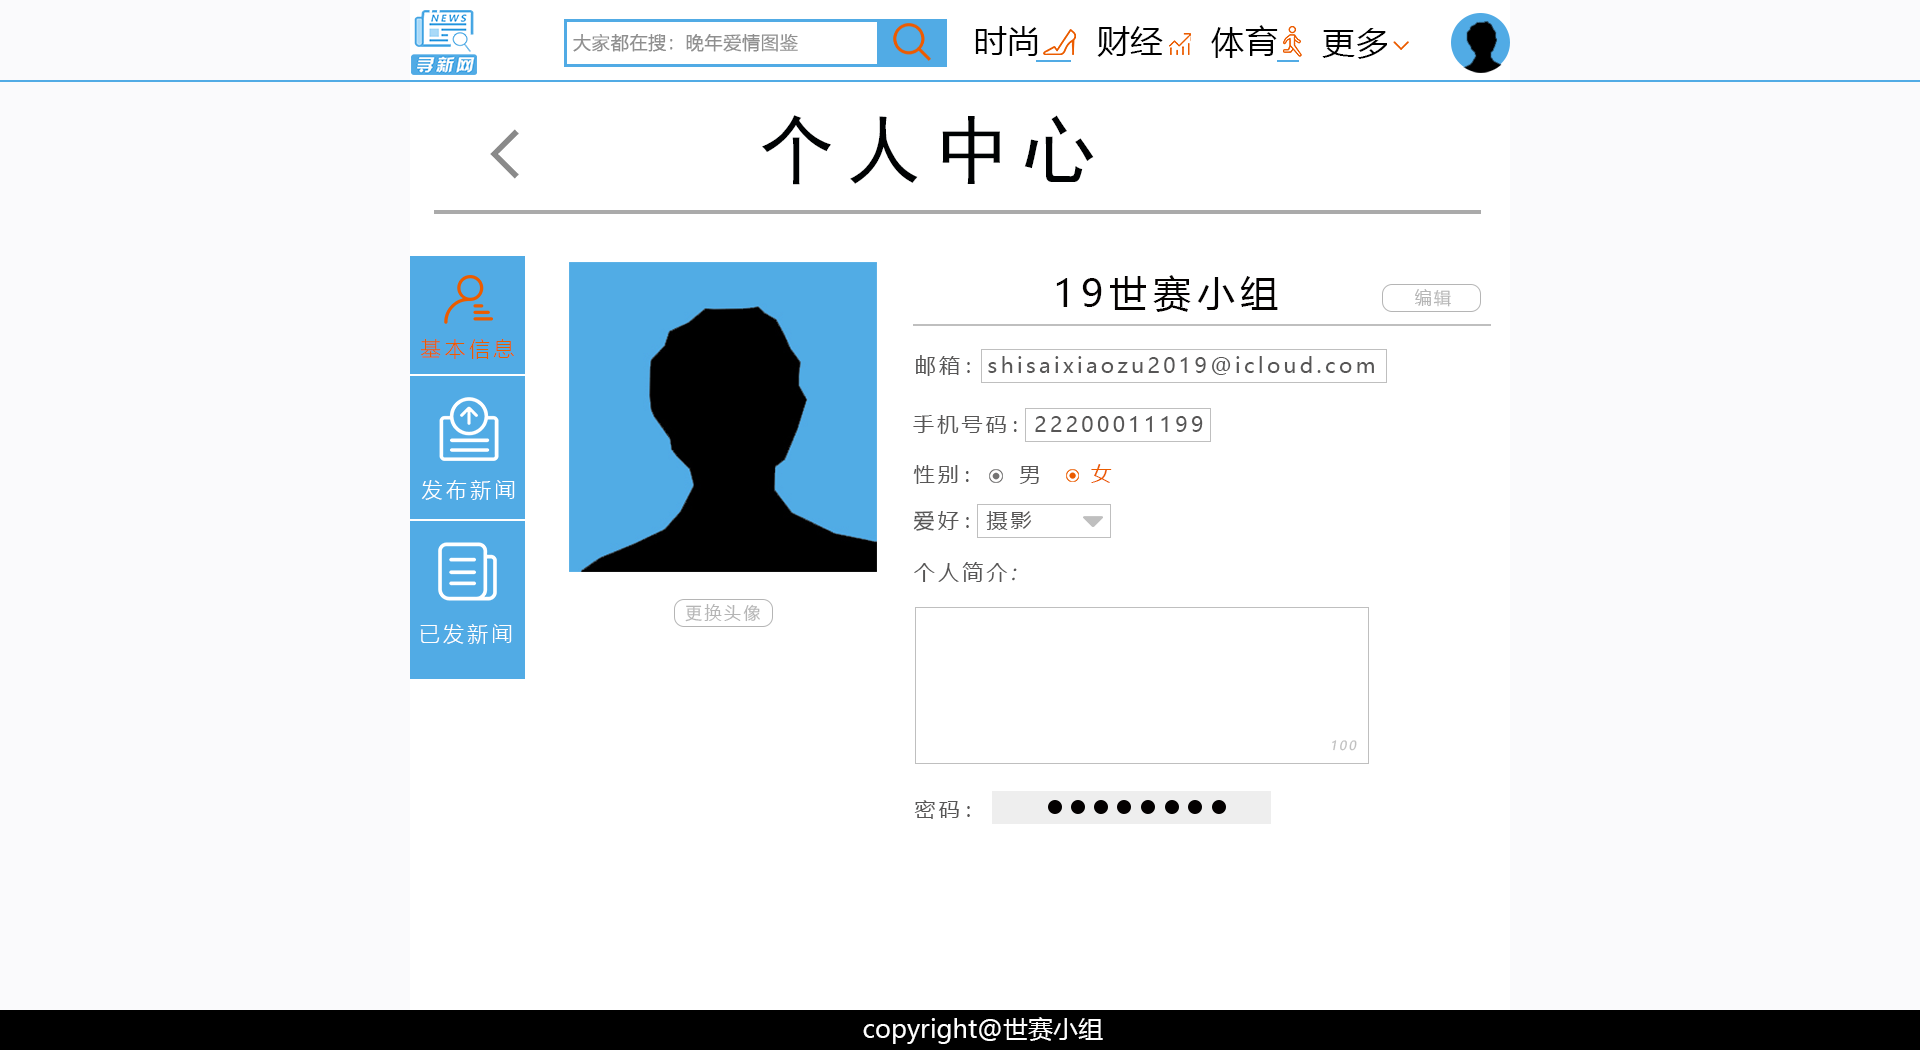 NEWS
寻新网
大家都在搜：晚年爱情图鉴
时尚 财经 体育 更多
个人中心
基本信息
发布新闻
已发新闻
更换头像
19世赛小组
编辑
邮箱：shisaixiaozu2019@icloud.com
手机号码：22200011199
性别： 男 女
爱好：摄影
个人简介：
100
密码：
copyright@世赛小组